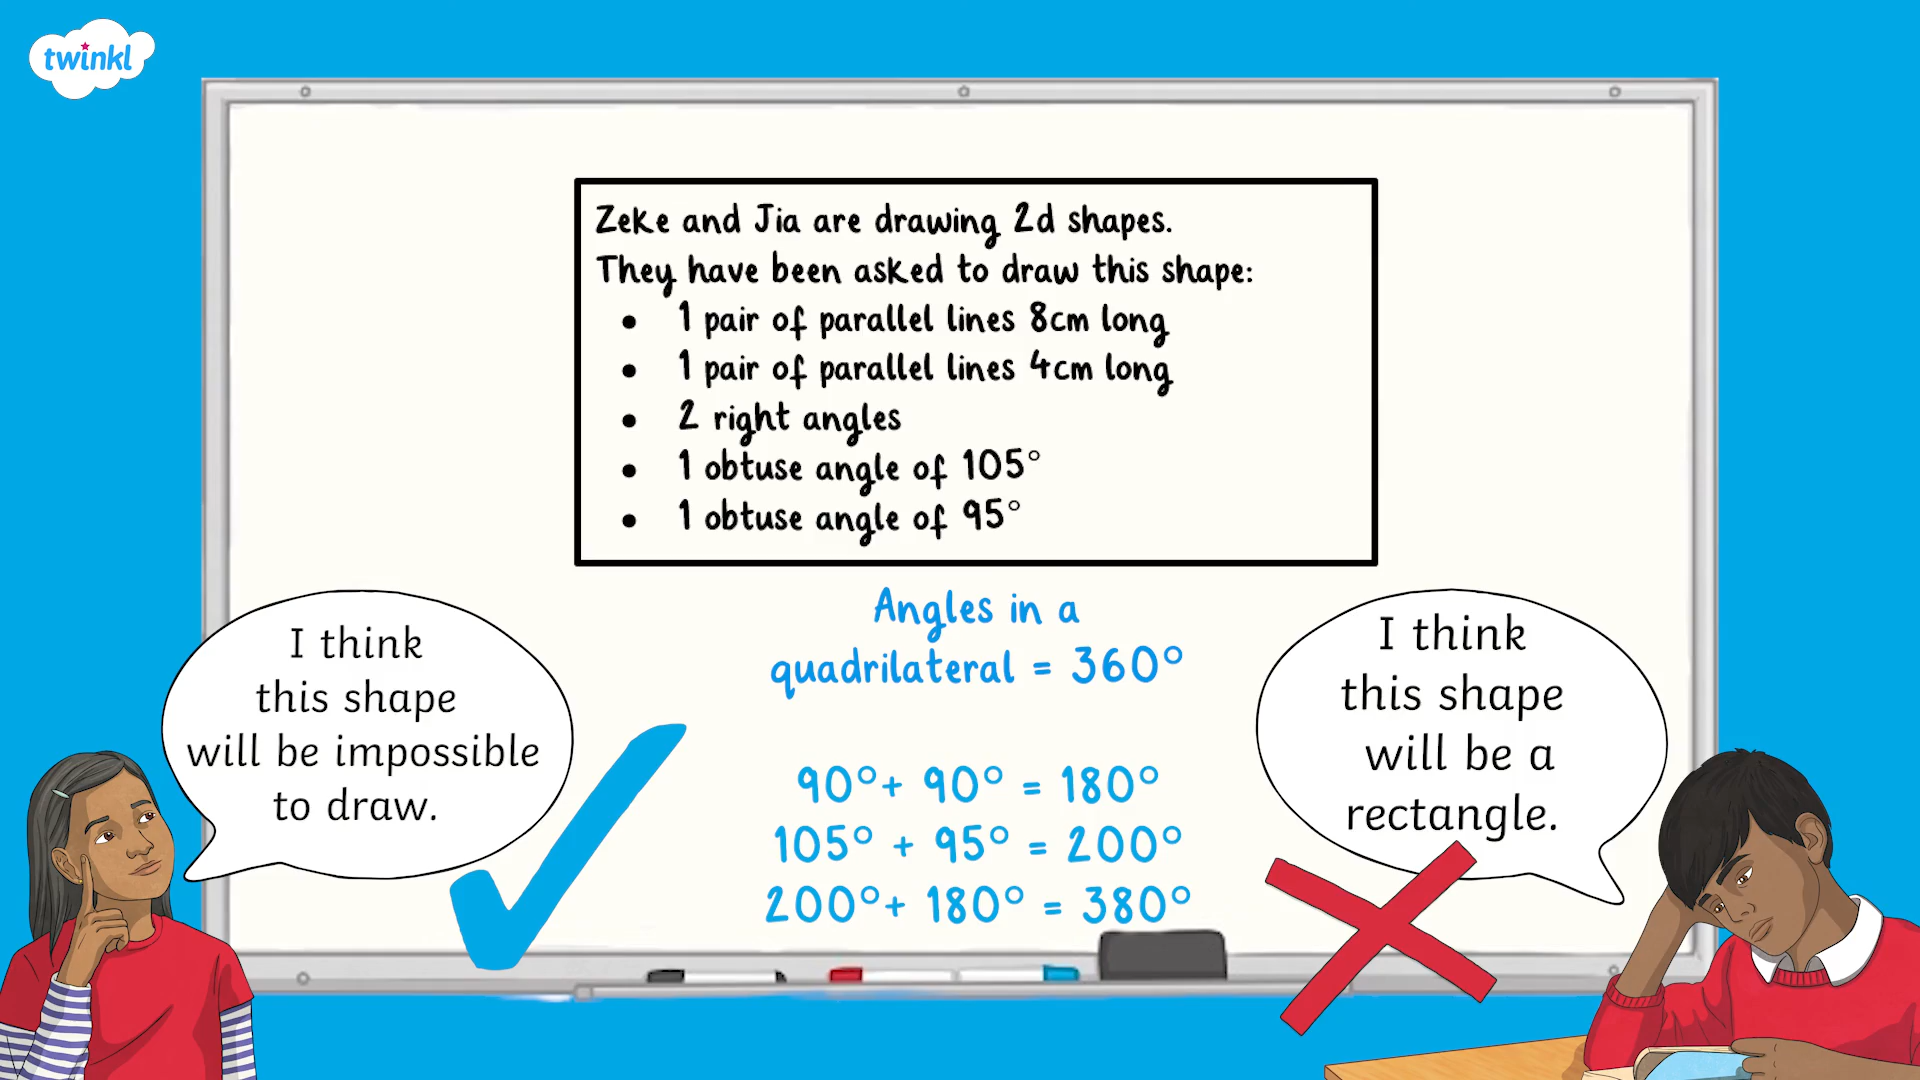 twinkl
Zeke and Jia are drawing 2d shapes.
They have been asked to draw this shape:
• 1 pair of parallel lines 8cm long
• 1 pair of parallel lines 4cm long
• 2 right angles
• 1 obtuse angle of 105°
• 1 obtuse angle of 95°
I think
this shape
will be impossible
to draw.
Angles in a
quadrilateral = 360°
90°+ 90° = 180°
105° + 95° = 200°
200°+ 180° = 380°
I think
this shape
will be a
rectangle.